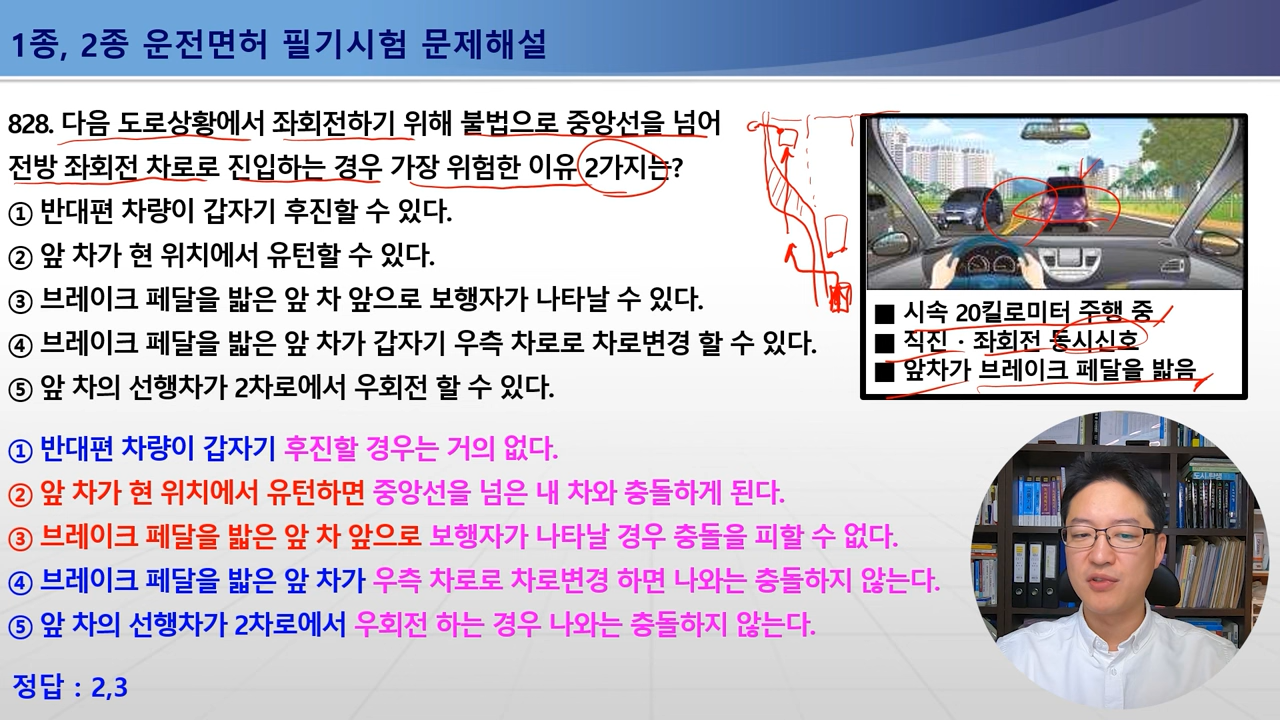 1종, 2종 운전면허 필기시험 문제해설
828. 다음 도로상황에서 좌회전하기 위해 불법으로 중앙선을 넘어
전방 좌회전 차로로 진입하는 경우 가장 위험한 이유 2가지는?
① 반대편 차량이 갑자기 후진할 수 있다.
② 앞 차가 현 위치에서 유턴할 수 있다.
③ 브레이크 페달을 밟은 앞 차 앞으로 보행자가 나타날 수 있다.
④ 브레이크 페달을 밟은 앞 차가 갑자기 우측 차로로 차로변경 할 수 있다.
⑤ 앞 차의 선행차가 2차로에서 우회전 할 수 있다.
■ 시속 20킬로미터 주행 중
■ 직진 · 좌회전 동시신호
■ 앞차가 브레이크 페달을 밟음
① 반대편 차량이 갑자기 후진할 경우는 거의 없다.
② 앞 차가 현 위치에서 유턴하면 중앙선을 넘은 내 차와 충돌하게 된다.
③ 브레이크 페달을 밟은 앞 차 앞으로 보행자가 나타날 경우 충돌을 피할 수 없다.
④ 브레이크 페달을 밟은 앞 차가 우측 차로로 차로변경 하면 나와는 충돌하지 않는다.
⑤ 앞 차의 선행차가 2차로에서 우회전 하는 경우 나와는 충돌하지 않는다.
정답 : 2,3